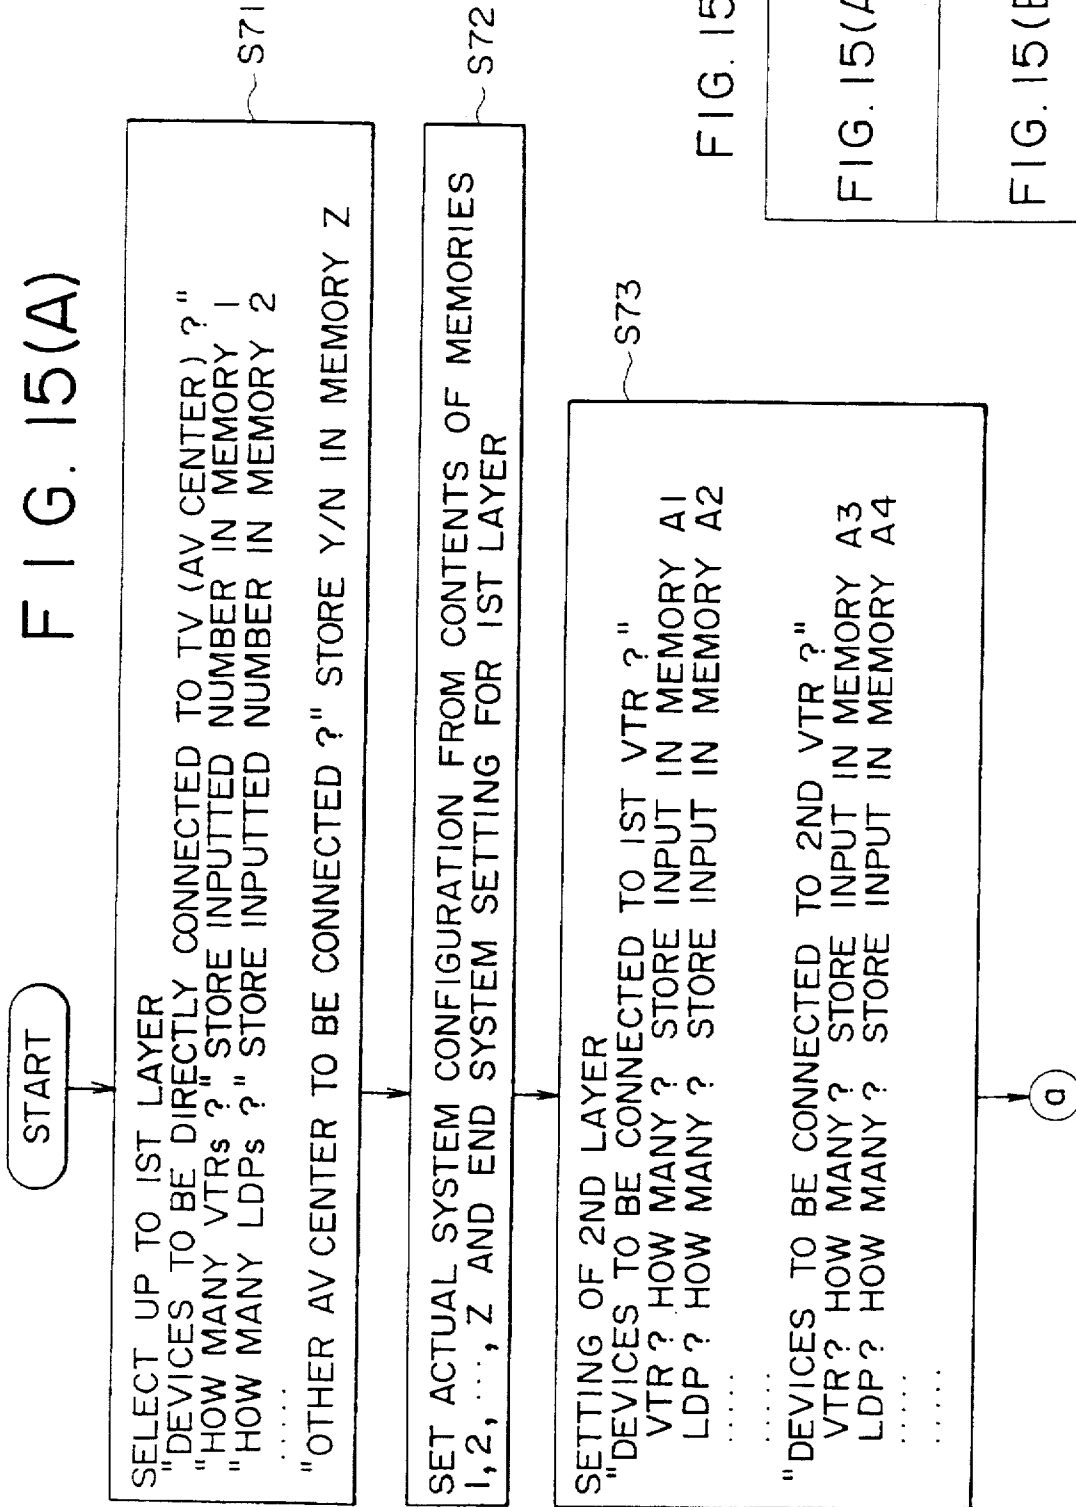 FIG. 15(A)
START
SELECT UP TO 1ST LAYER
"DEVICES TO BE DIRECTLY CONNECTED TO TV (AV CENTER) ?"
"HOW MANY VTRs ?" STORE INPUTTED NUMBER IN MEMORY 1
"HOW MANY LDPs ?" STORE INPUTTED NUMBER IN MEMORY 2
.....
"OTHER AV CENTER TO BE CONNECTED ?" STORE Y/N IN MEMORY Z
S71
SET ACTUAL SYSTEM CONFIGURATION FROM CONTENTS OF MEMORIES
1,2, ..., Z AND END SYSTEM SETTING FOR 1ST LAYER
S72
SETTING OF 2ND LAYER
"DEVICES TO BE CONNECTED TO 1ST VTR ?"
VTR? HOW MANY? STORE INPUT IN MEMORY A1
LDP? HOW MANY? STORE INPUT IN MEMORY A2
.....
.....
"DEVICES TO BE CONNECTED TO 2ND VTR ?"
VTR? HOW MANY? STORE INPUT IN MEMORY A3
LDP? HOW MANY? STORE INPUT IN MEMORY A4
.....
.....
S73
a
FIG. 15
FIG. 15(A
FIG. 15(B